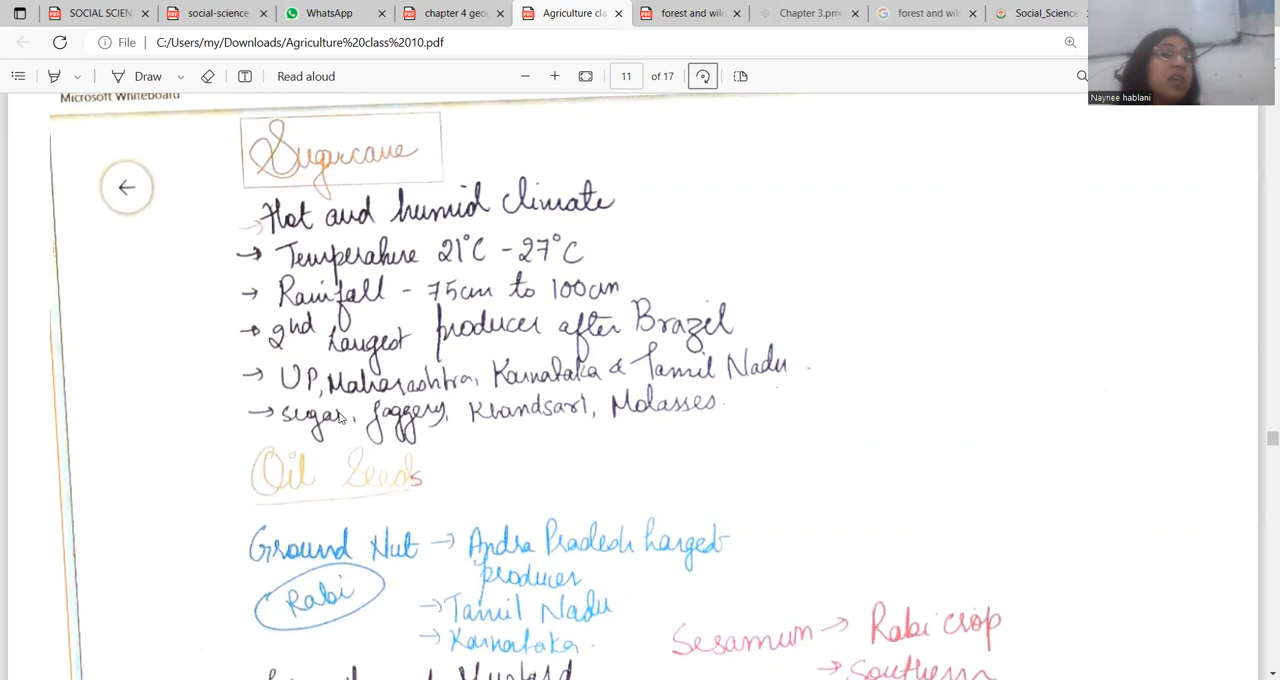 SOCIAL SCIEN
social-science-
WhatsApp
chapter 4 geo
Agriculture cla
forest and wil
Chapter 3.pm
forest and wil
Social_Science
File
C:/Users/my/Downloads/Agriculture%20class%2010.pdf
Draw
Read aloud
11
of 17
Naynee hablani
Microsoft Whiteboard
Sugarcane
→ Hot and humid climate
→ Temperature 21°C - 27°C
→ Rainfall - 75cm to 100cm
→ 2nd largest producer after Brazil
→ UP, Maharashtra, Karnataka & Tamil Nadu.
→ Sugar, Jaggery, Khandsari, Molasses.
Oil Seeds
Ground Nut → Andra Pradesh largest
producer
Rabi
→ Tamil Nadu
→ Karnataka.
Sesamum → Rabi crop
→ Southern
Mustard